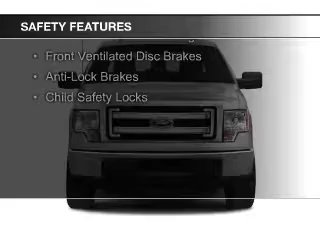 SAFETY FEATURES
• Front Ventilated Disc Brakes
• Anti-Lock Brakes
• Child Safety Locks